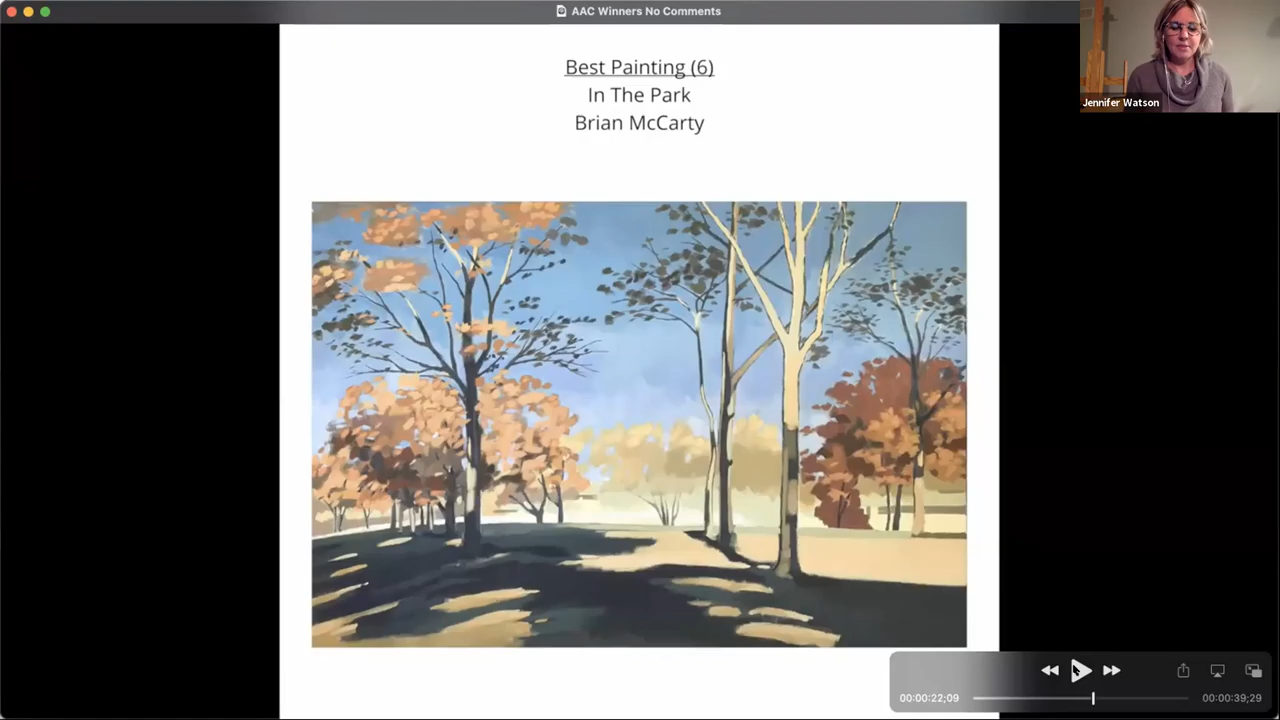 AAC Winners No Comments
Jennifer Watson
Best Painting (6)
In The Park
Brian McCarty
00:00:22;09
00:00:39;29